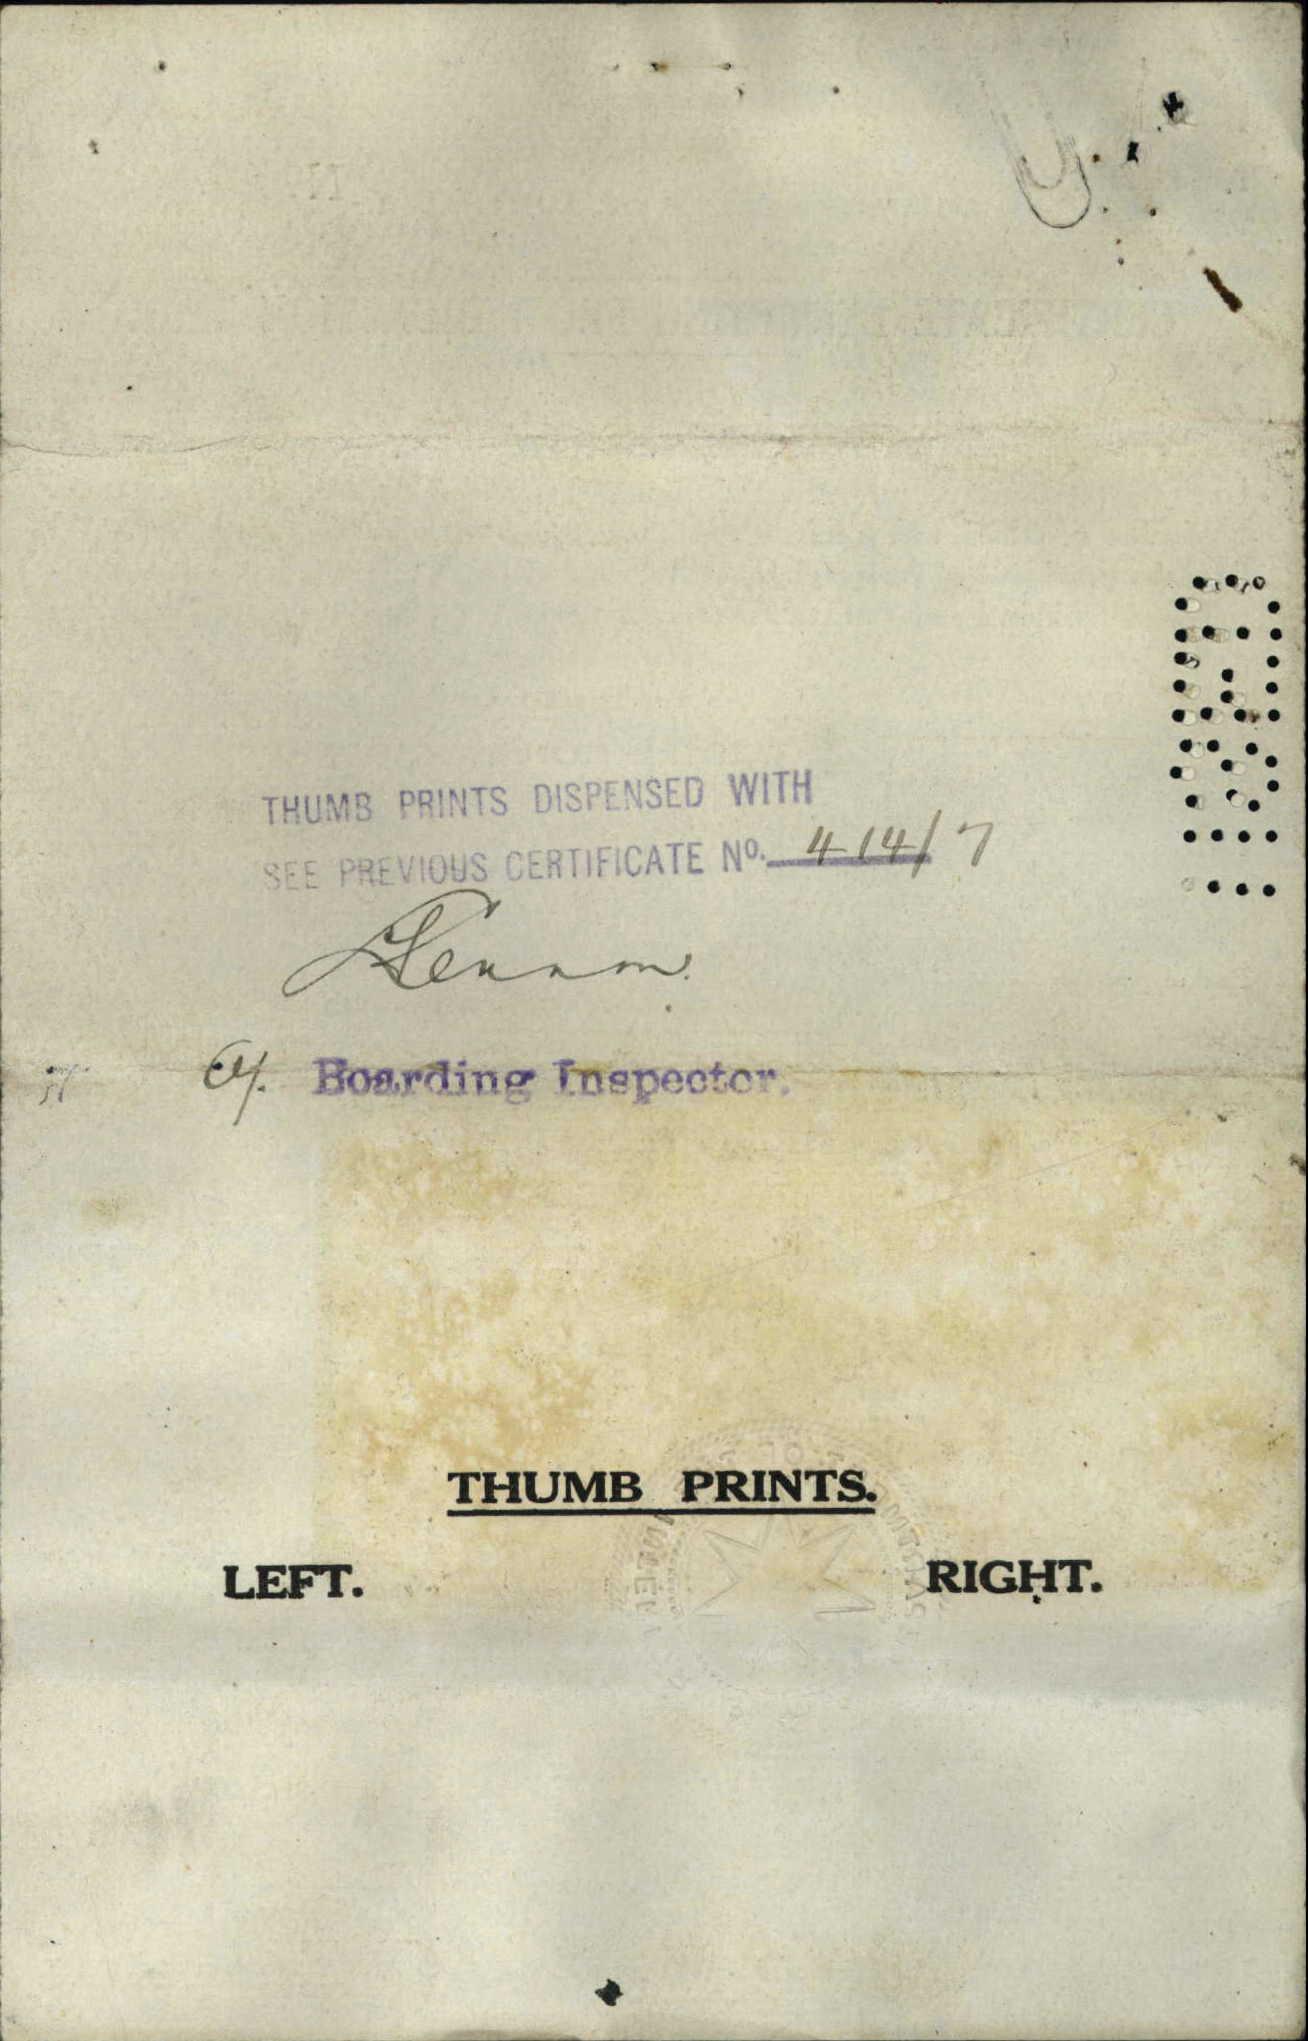 THUMB PRINTS DISPENSED WITH
SEE PREVIOUS CERTIFICATE No. 414/7
Boarding Inspector.
THUMB PRINTS.
LEFT.
RIGHT.